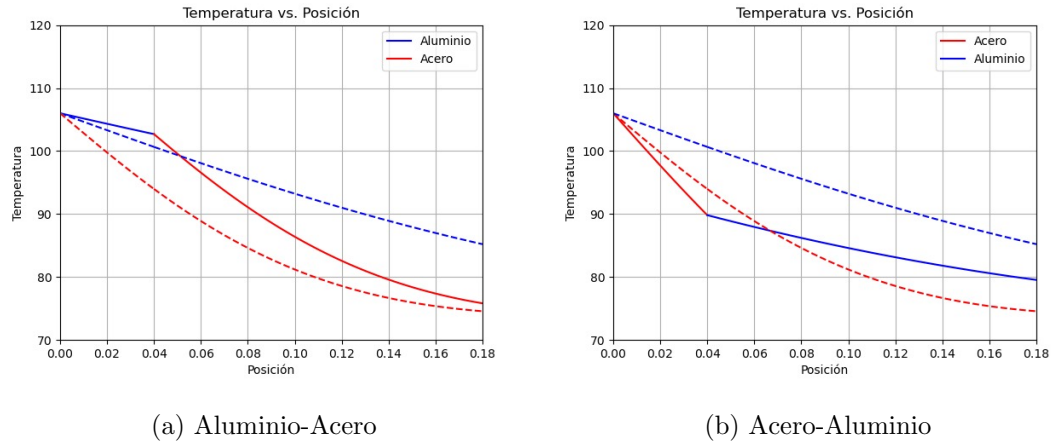 Temperatura vs. Posición
120
110
100
90
80
70
Temperatura
Aluminio
Acero
0.00 0.02 0.04 0.06 0.08 0.10 0.12 0.14 0.16 0.18
Posición
(a) Aluminio-Acero
Temperatura vs. Posición
120
110
100
90
80
70
Temperatura
Acero
Aluminio
0.00 0.02 0.04 0.06 0.08 0.10 0.12 0.14 0.16 0.18
Posición
(b) Acero-Aluminio